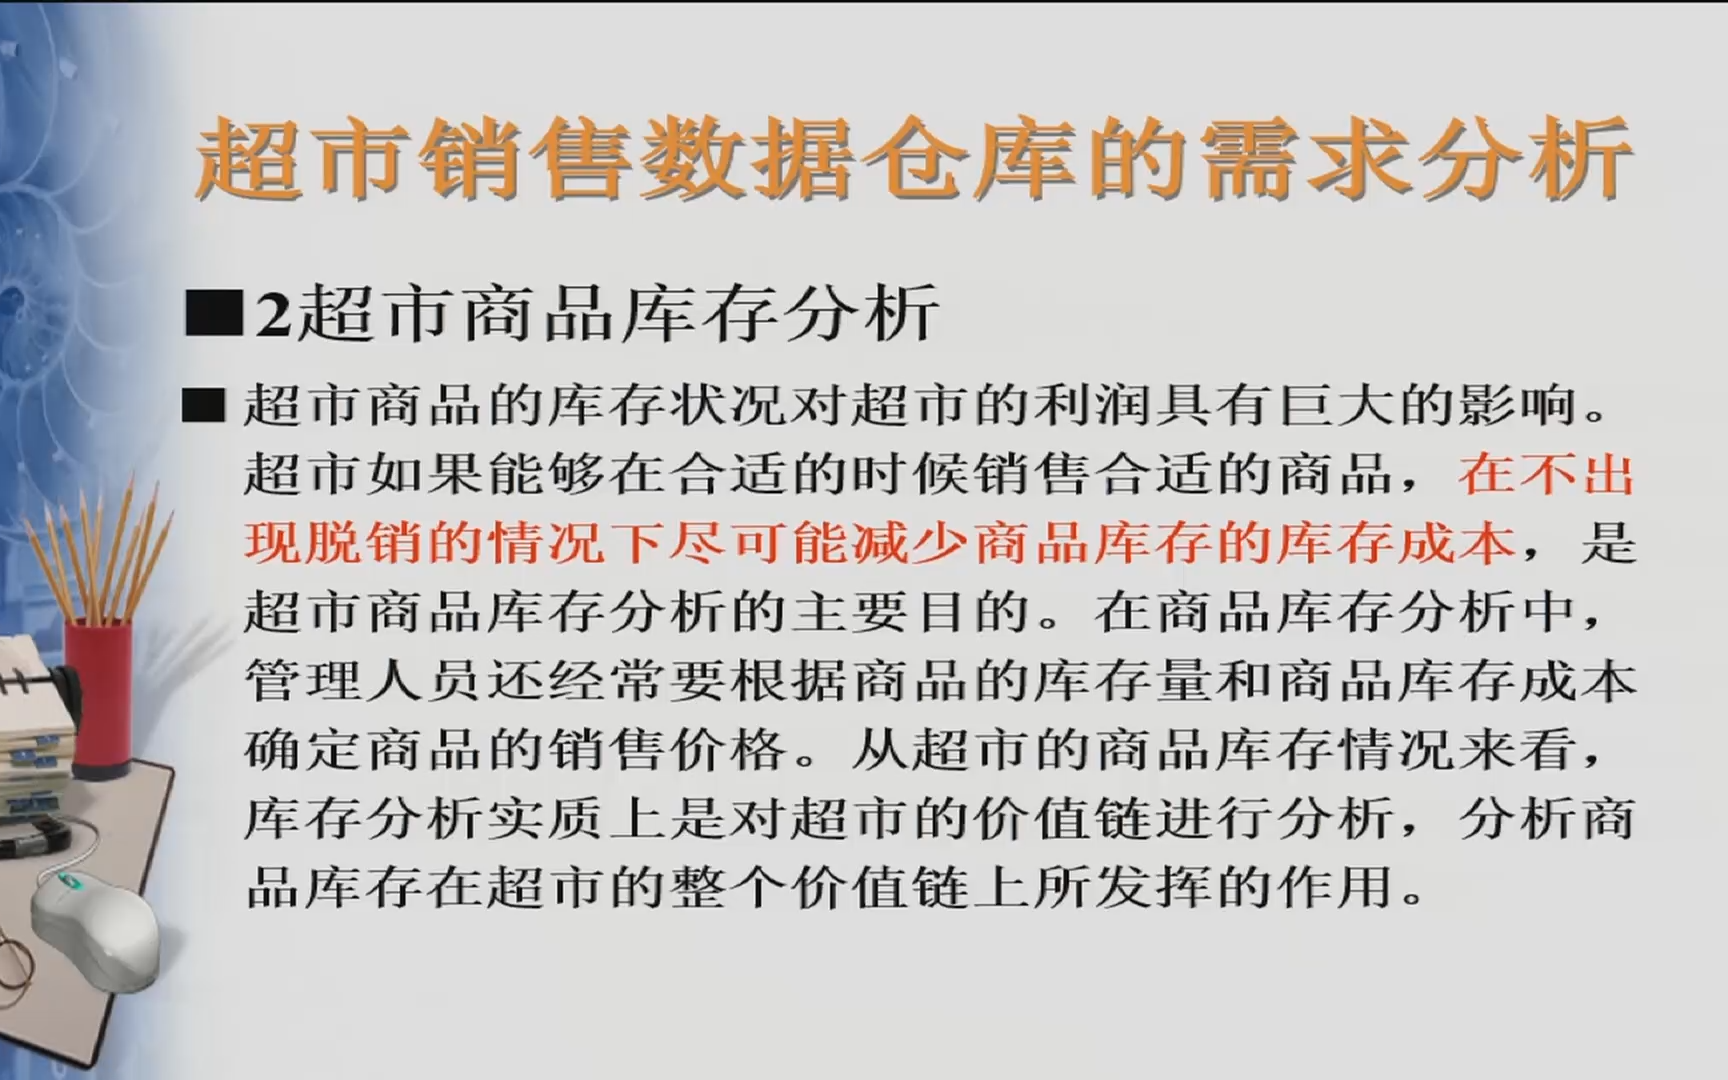 超市销售数据仓库的需求分析
■2超市商品库存分析
■ 超市商品的库存状况对超市的利润具有巨大的影响。
超市如果能够在合适的时候销售合适的商品，在不出
现脱销的情况下尽可能减少商品库存的库存成本，是
超市商品库存分析的主要目的。在商品库存分析中，
管理人员还经常要根据商品的库存量和商品库存成本
确定商品的销售价格。从超市的商品库存情况来看，
库存分析实质上是对超市的价值链进行分析，分析商
品库存在超市的整个价值链上所发挥的作用。